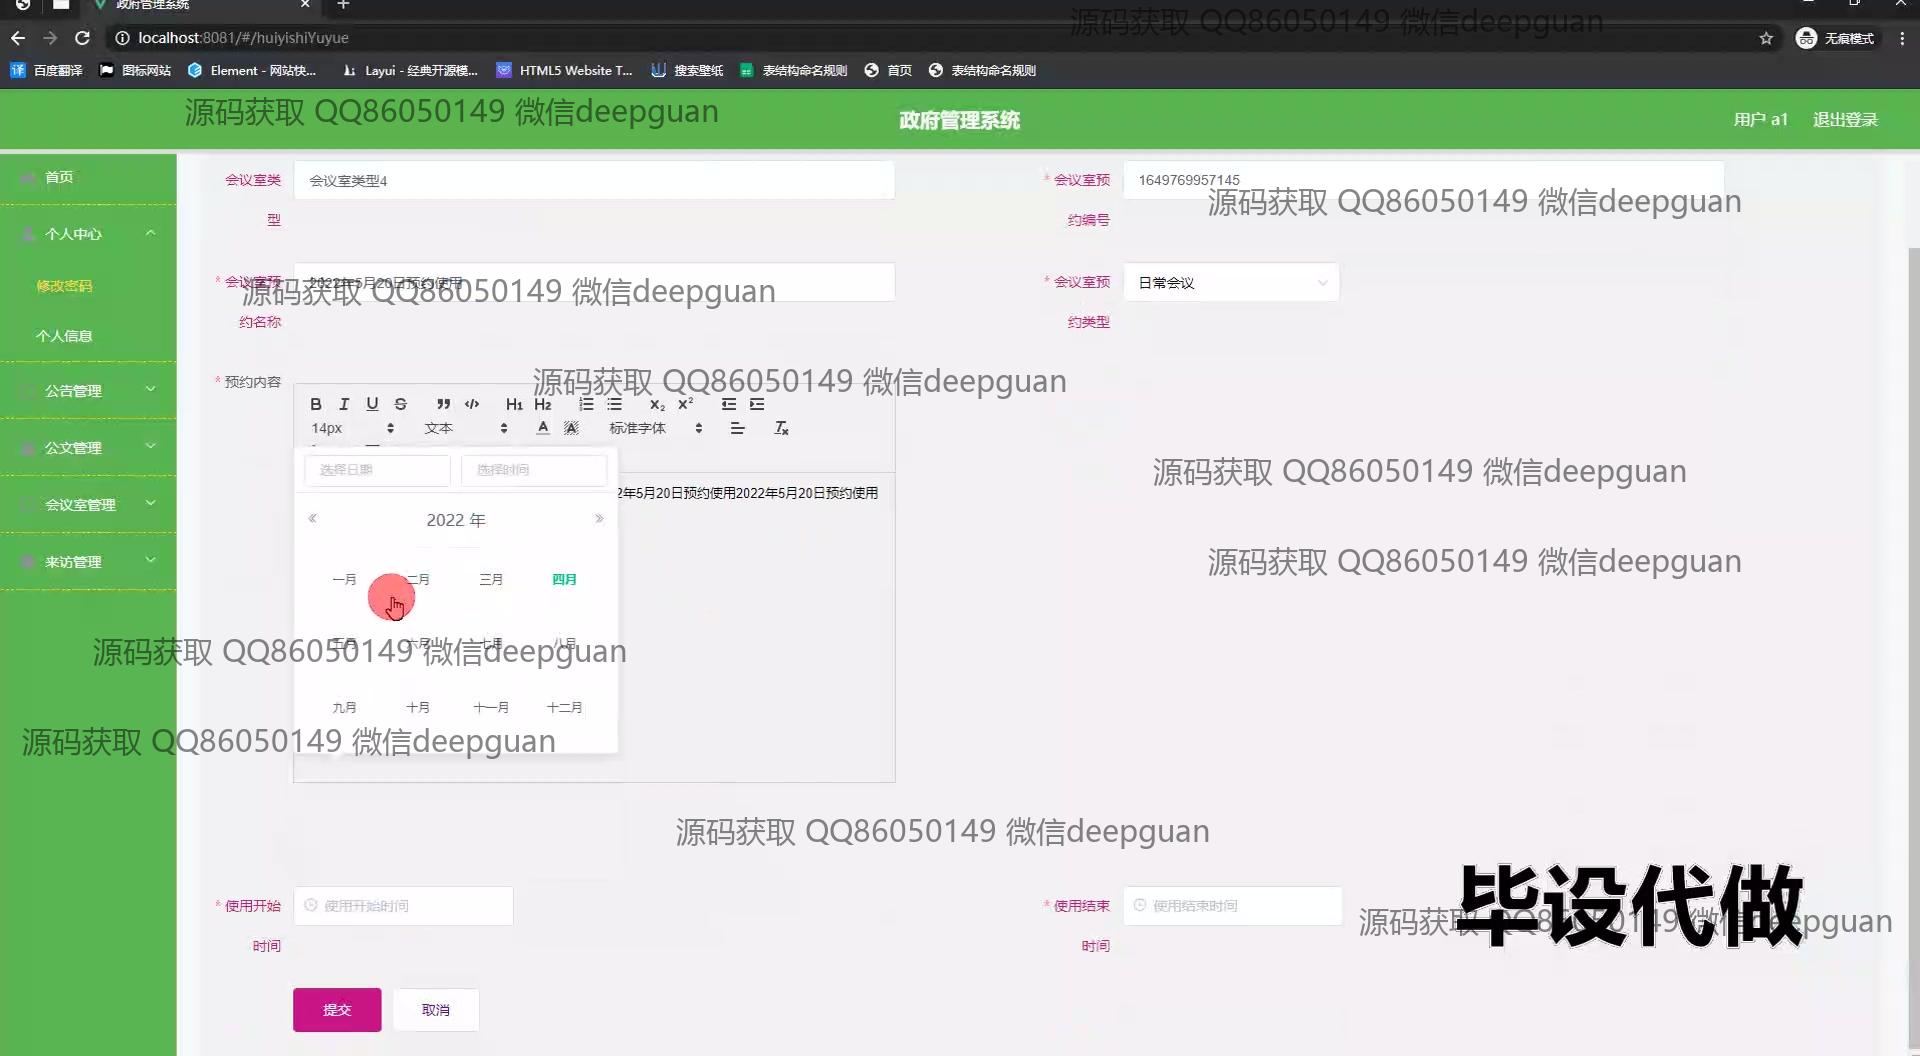 政府管理系统
localhost:8081/#/huiyishiYuyue
无痕模式
百度翻译
图标网站
Element - 网站快...
Layui - 经典开源模...
HTML5 Website T...
搜索壁纸
表结构命名规则
首页
表结构命名规则
源码获取 QQ86050149 微信deepguan
源码获取 QQ86050149 微信deepguan
政府管理系统
用户 a1
退出登录
首页
个人中心
修改密码
个人信息
公告管理
公文管理
会议室管理
来访管理
会议室类型
会议室类型4
* 会议室预约编号
1649769957145
源码获取 QQ86050149 微信deepguan
* 会议室预约名称
2022年5月20日预约使用
源码获取 QQ86050149 微信deepguan
* 会议室预约类型
日常会议
* 预约内容
源码获取 QQ86050149 微信deepguan
B I U S ” </> H1 H2 X2 X2
14px
文本
标准字体
选择日期
选择时间
2年5月20日预约使用2022年5月20日预约使用
源码获取 QQ86050149 微信deepguan
« 2022 年 »
一月 二月 三月 四月
五月 六月 七月 八月
九月 十月 十一月 十二月
源码获取 QQ86050149 微信deepguan
源码获取 QQ86050149 微信deepguan
源码获取 QQ86050149 微信deepguan
源码获取 QQ86050149 微信deepguan
* 使用开始时间
使用开始时间
* 使用结束时间
使用结束时间
源码获取 QQ86050149 微信deepguan
毕设代做
提交
取消